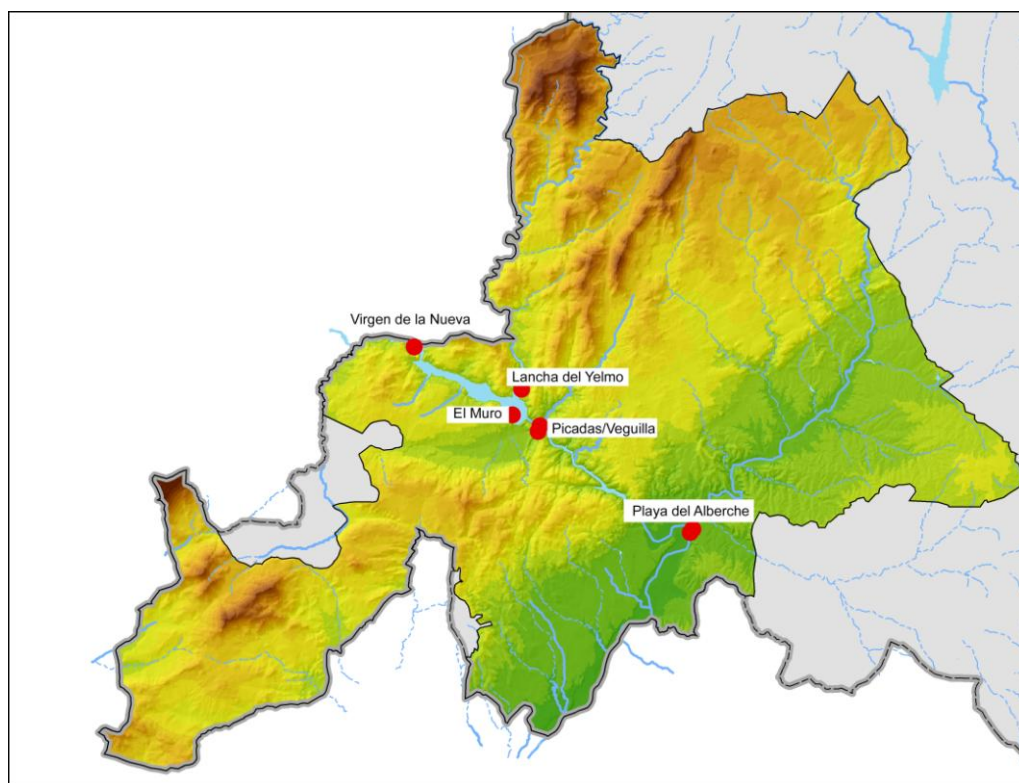 Virgen de la Nueva
Lancha del Yelmo
El Muro
Picadas/Veguilla
Playa del Alberche